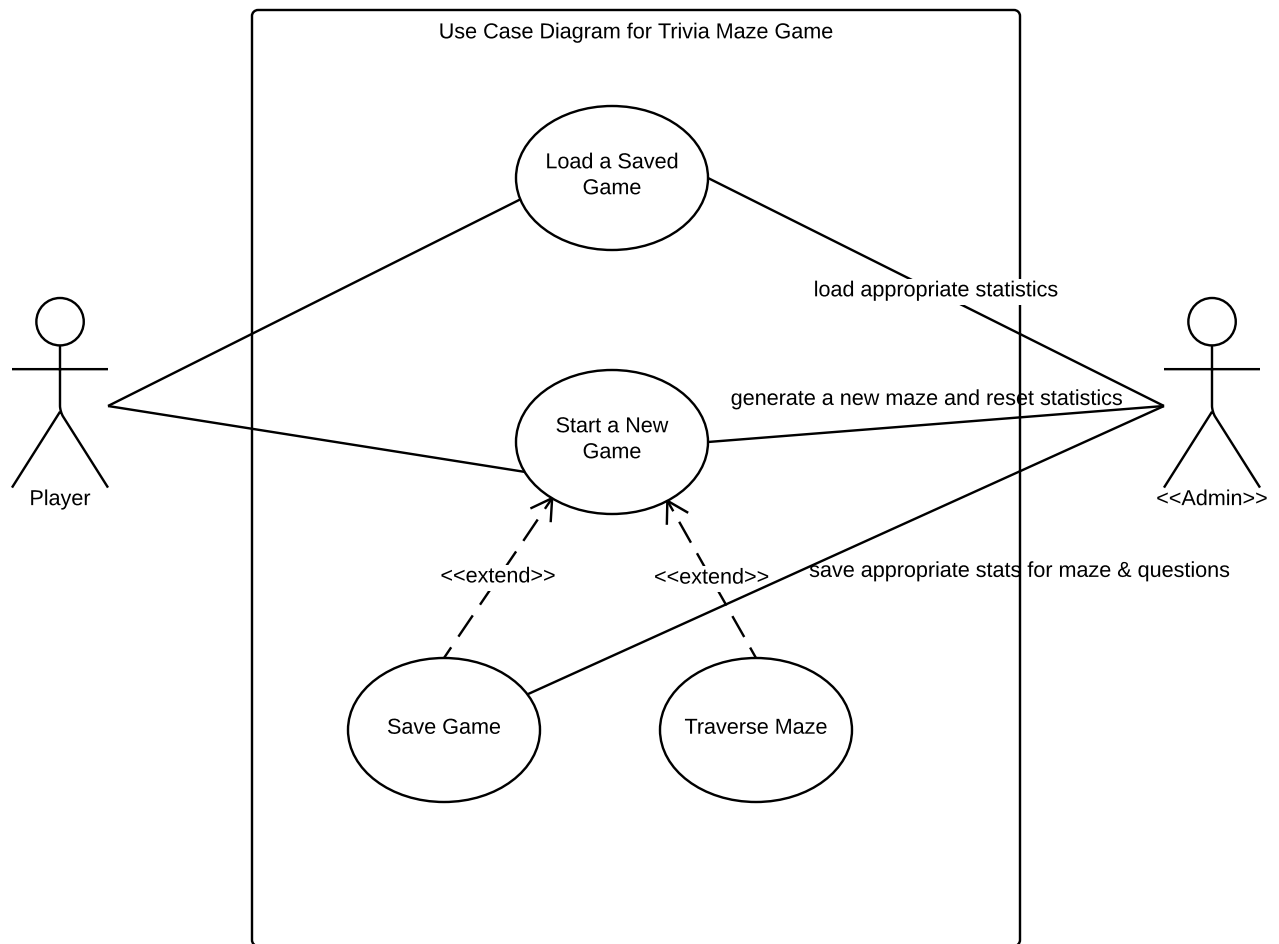 Use Case Diagram for Trivia Maze Game
Load a Saved
Game
load appropriate statistics
generate a new maze and reset statistics
Start a New
Game
Player
<<Admin>>
<<extend>>
<<extend>>
save appropriate stats for maze & questions
Save Game
Traverse Maze